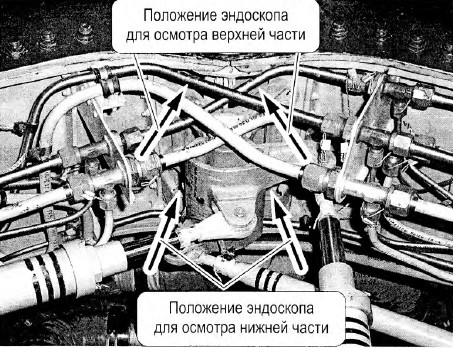 Положение эндоскопа
для осмотра верхней части
Положение эндоскопа
для осмотра нижней части